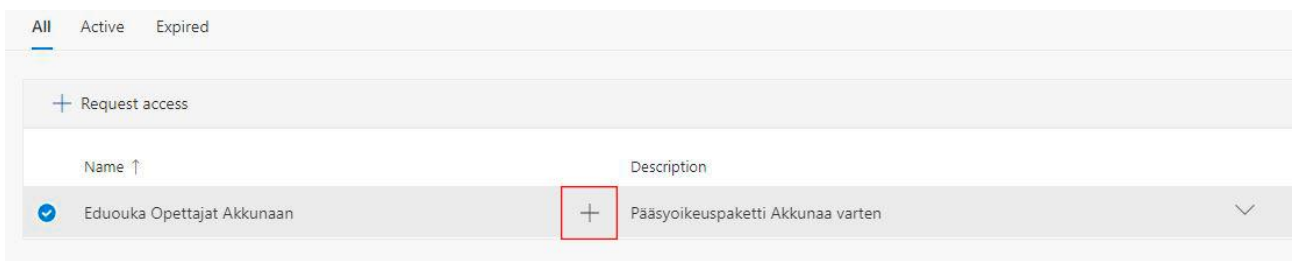 All Active Expired
+ Request access
Name ↑ Description
Eduouka Opettajat Akkunaan + Pääsyoikeuspaketti Akkunaa varten